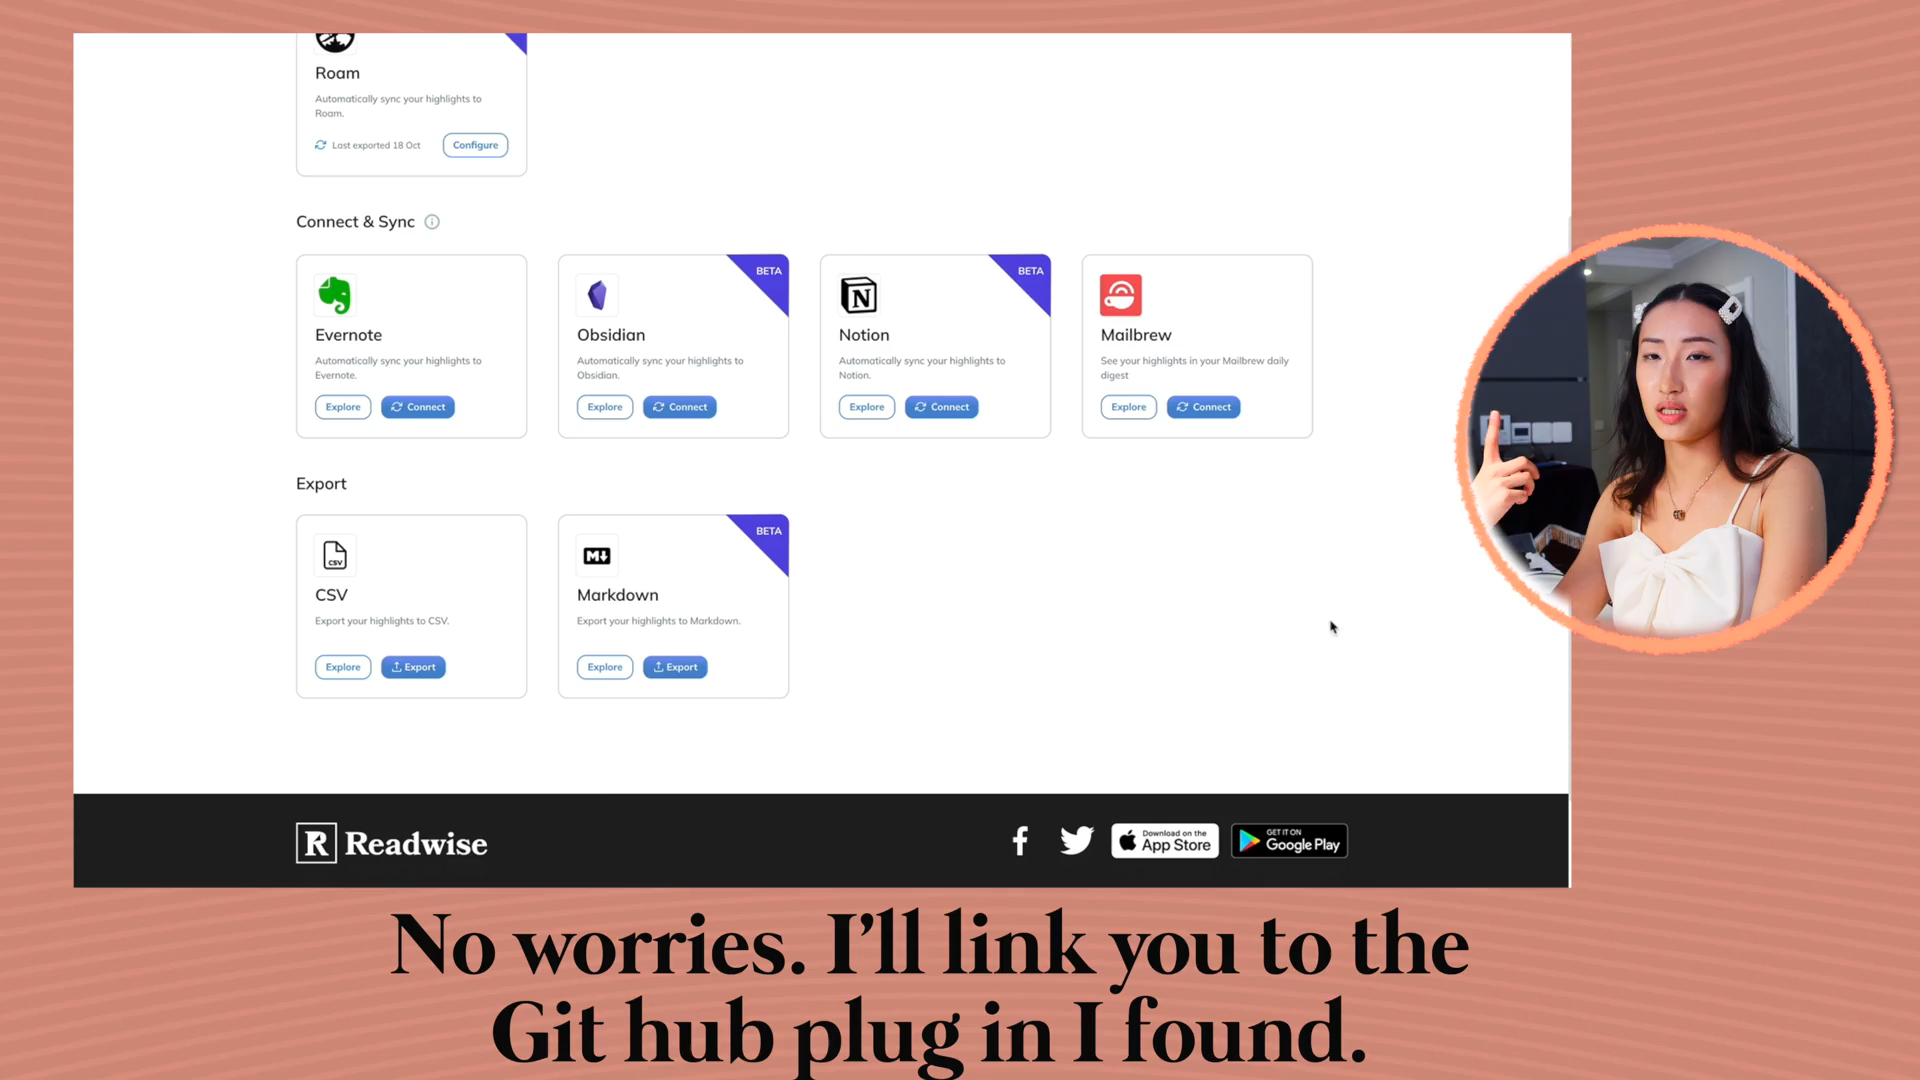 Roam
Automatically sync your highlights to
Roam.
Last exported 18 Oct
Configure
Connect & Sync
BETA
BETA
N
Evernote
Obsidian
Notion
Mailbrew
Automatically sync your highlights to
Evernote.
Automatically sync your highlights to
Obsidian.
Automatically sync your highlights to
Notion.
See your highlights in your Mailbrew daily
digest
Explore
Connect
Explore
Connect
Explore
Connect
Explore
Connect
Export
BETA
CSV
M
CSV
Markdown
Export your highlights to CSV.
Export your highlights to Markdown.
Explore
Export
Explore
Export
R Readwise
Download on the
App Store
GET IT ON
Google Play
No worries. I'll link you to the
Git hub plug in I found.